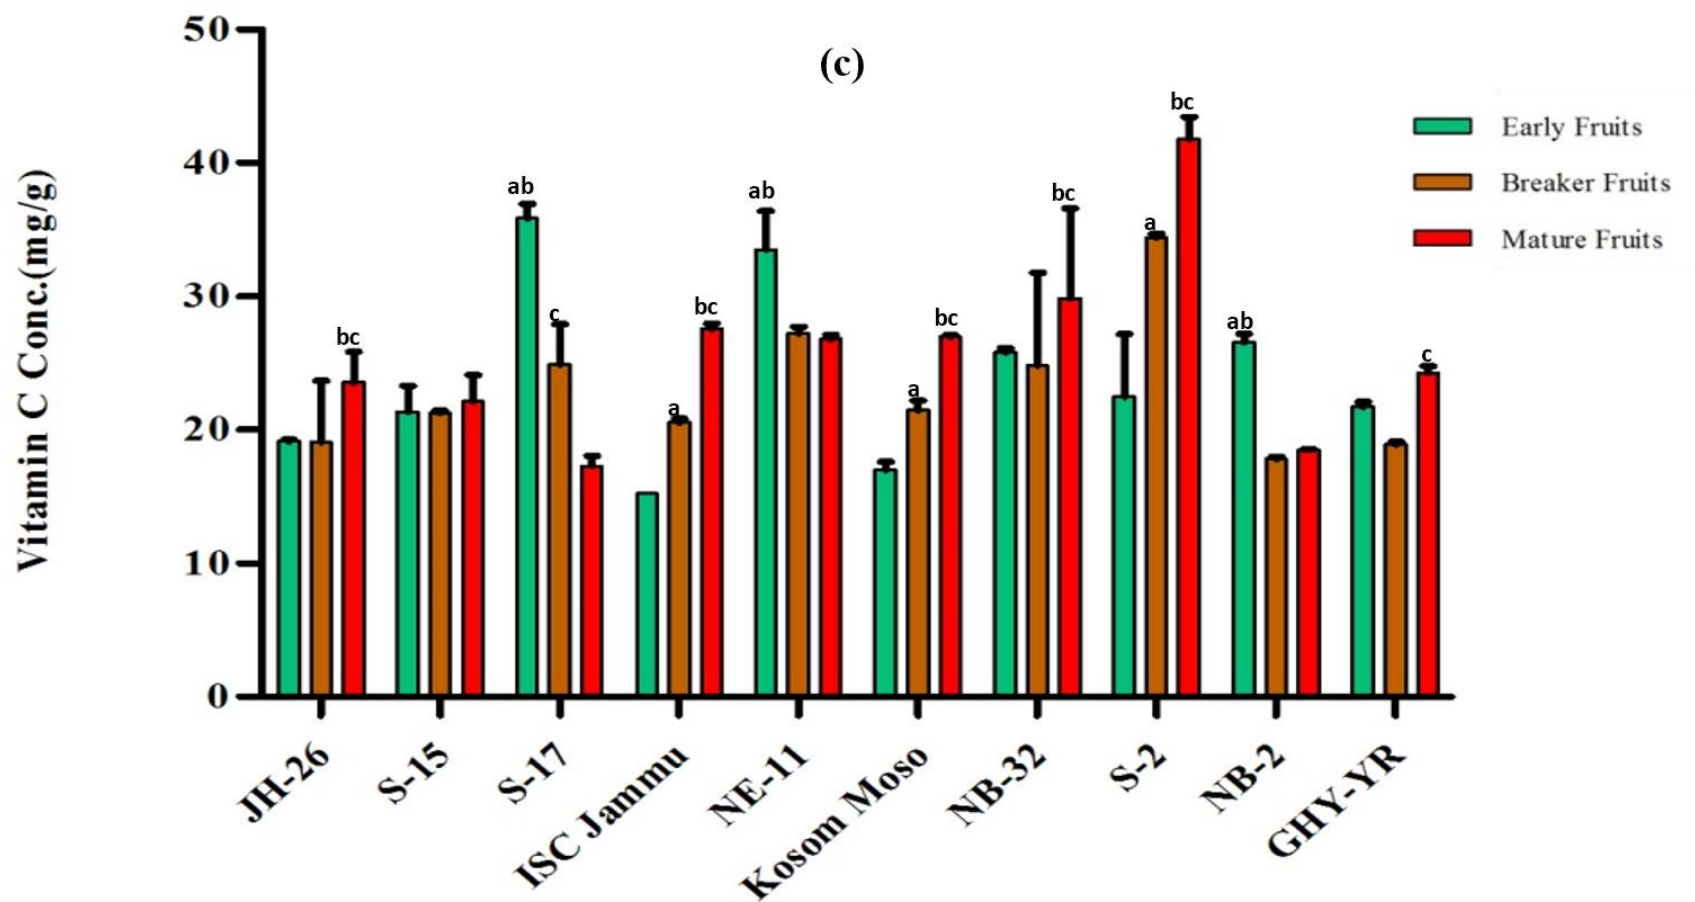 (c)
Vitamin C Conc.(mg/g)
50
40
30
20
10
0
bc
ab
c
a
bc
ab
a
bc
bc
a
bc
ab
c
Early Fruits
Breaker Fruits
Mature Fruits
JH-26
S-15
S-17
ISC Jammu
NE-11
Kosom Moso
NB-32
S-2
NB-2
GHY-YR